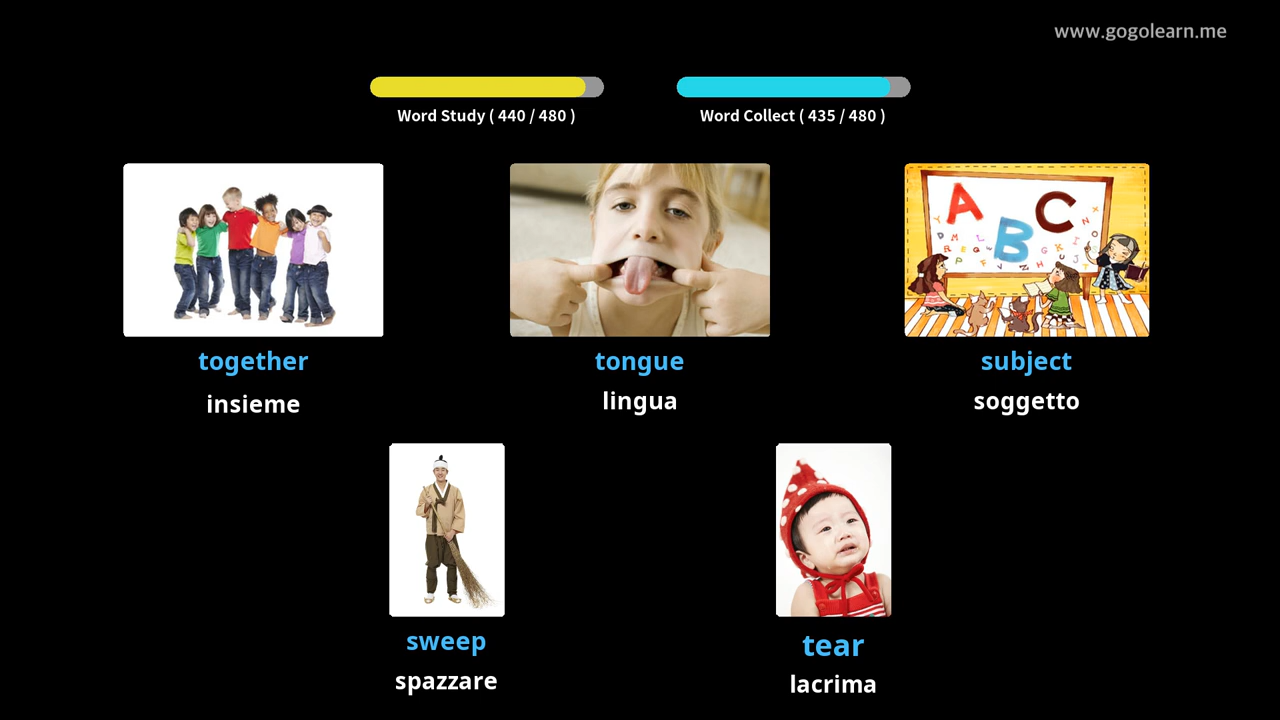 www.gogolearn.me
Word Study ( 440 / 480 )
Word Collect ( 435 / 480 )
A B C
together
tongue
subject
insieme
lingua
soggetto
sweep
tear
spazzare
lacrima